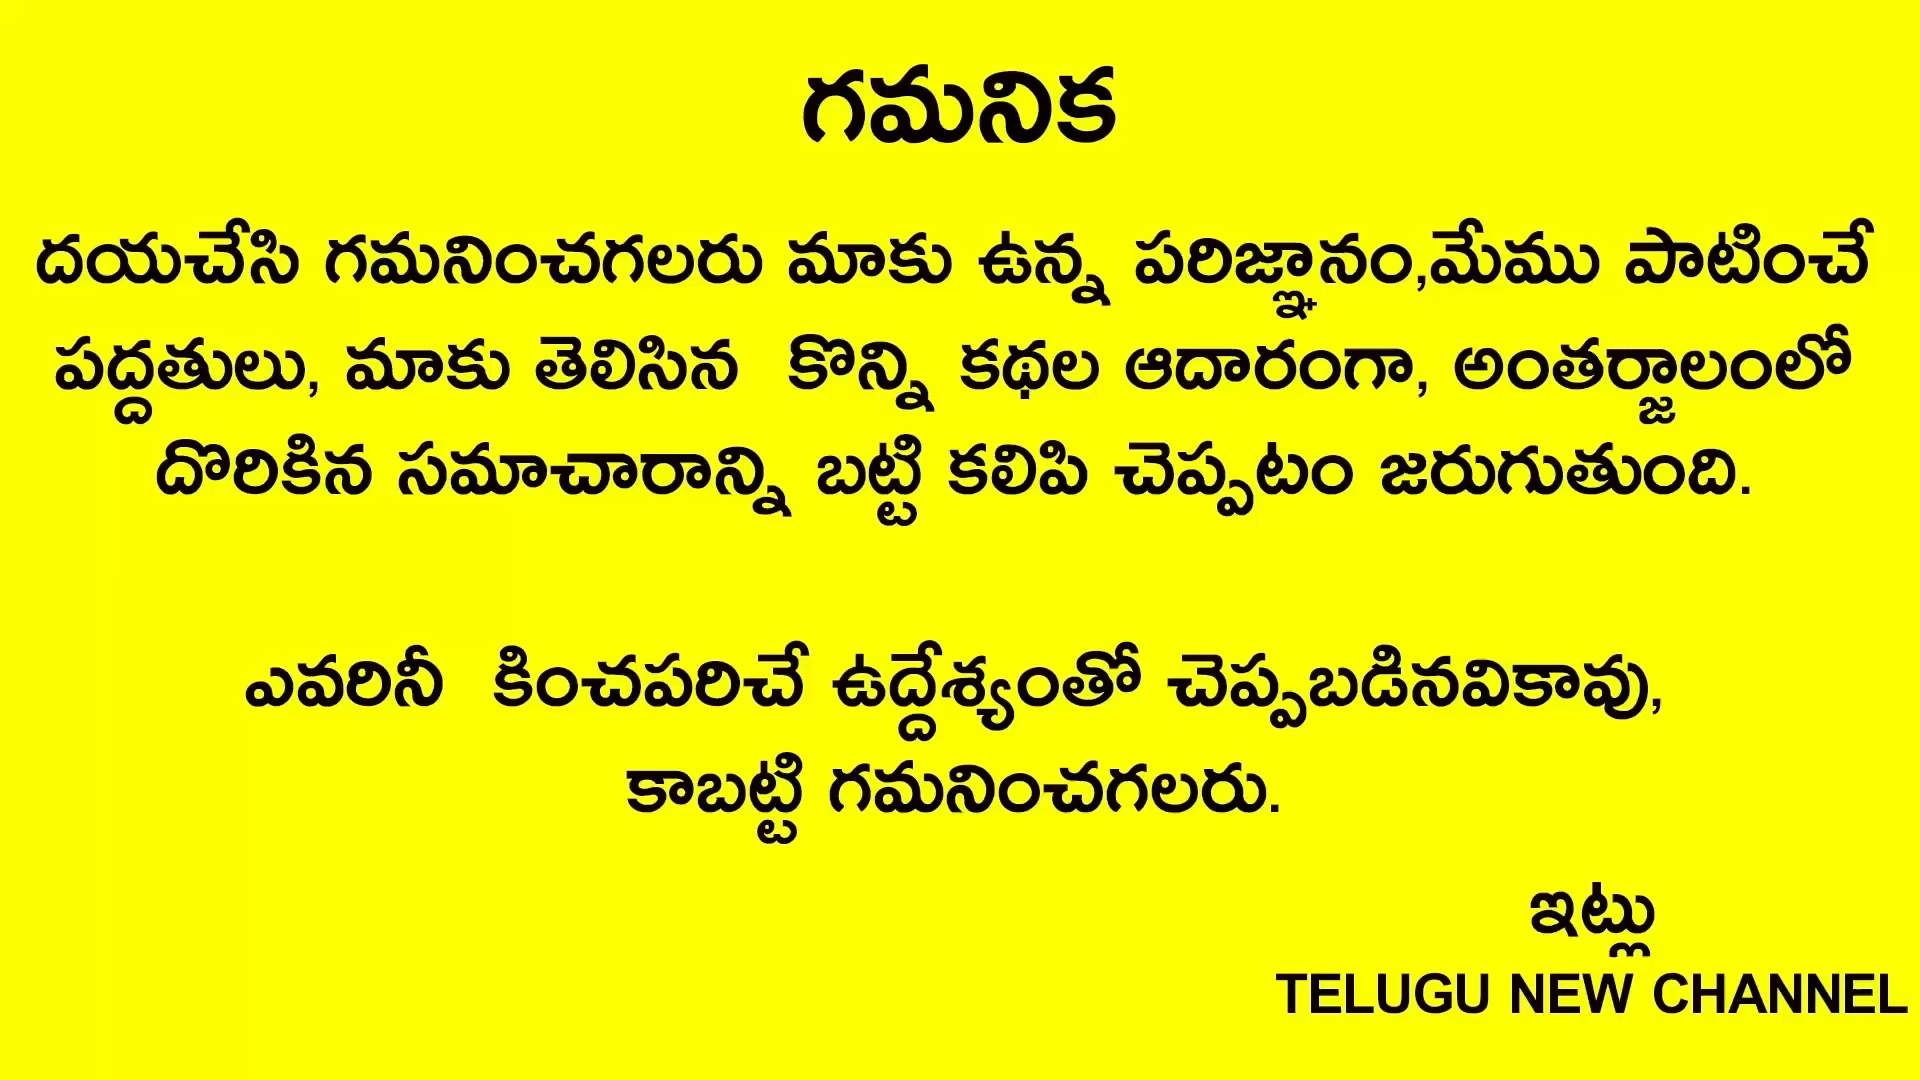 గమనిక
దయచేసి గమనించగలరు మాకు ఉన్న పరిజ్ఞానం,మేము పాటించే
పద్దతులు, మాకు తెలిసిన కొన్ని కథల ఆదారంగా, అంతర్జాలంలో
దొరికిన సమాచారాన్ని బట్టి కలిపి చెప్పటం జరుగుతుంది.
ఎవరినీ కించపరిచే ఉద్దేశ్యంతో చెప్పబడినవికావు,
కాబట్టి గమనించగలరు.
ఇట్లు
TELUGU NEW CHANNEL